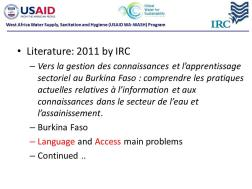 USAID
FROM THE AMERICAN PEOPLE
Global
Water for
Sustainability
West Africa Water Supply, Sanitation and Hygiene (USAID WA-WASH) Program
IRC
• Literature: 2011 by IRC
– Vers la gestion des connaissances et l'apprentissage
sectoriel au Burkina Faso : comprendre les pratiques
actuelles relatives à l'information et aux
connaissances dans le secteur de l'eau et
l'assainissement.
– Burkina Faso
– Language and Access main problems
– Continued ..